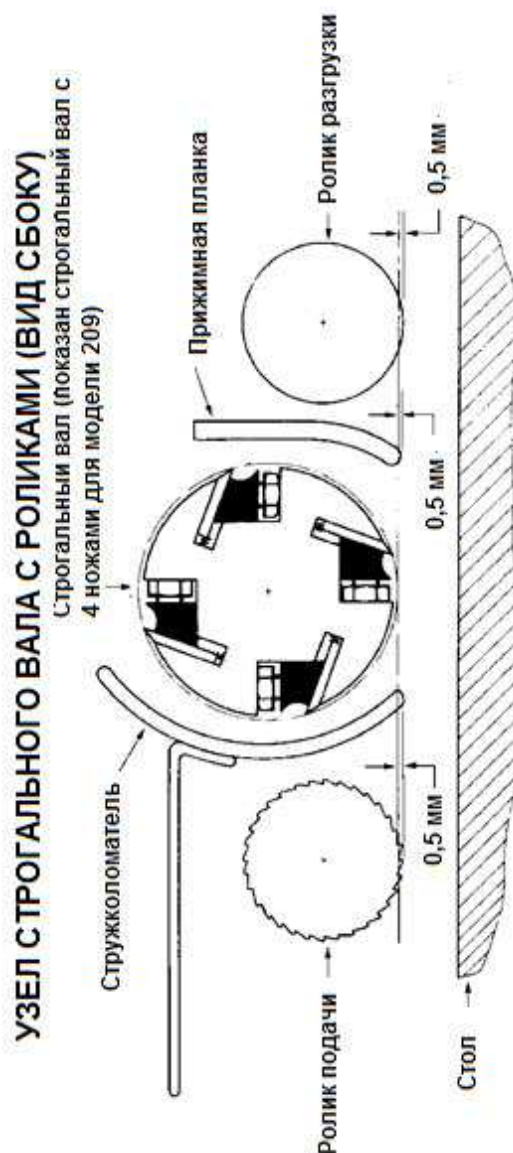 УЗЕЛ СТРОГАЛЬНОГО ВАЛА С РОЛИКАМИ (ВИД СБОКУ)
Строгальный вал (показан строгальный вал с
4 ножами для модели 209)
Стружколоматель
Прижимная планка
Ролик разгрузки
Ролик подачи
0,5 мм
0,5 мм
0,5 мм
Стол